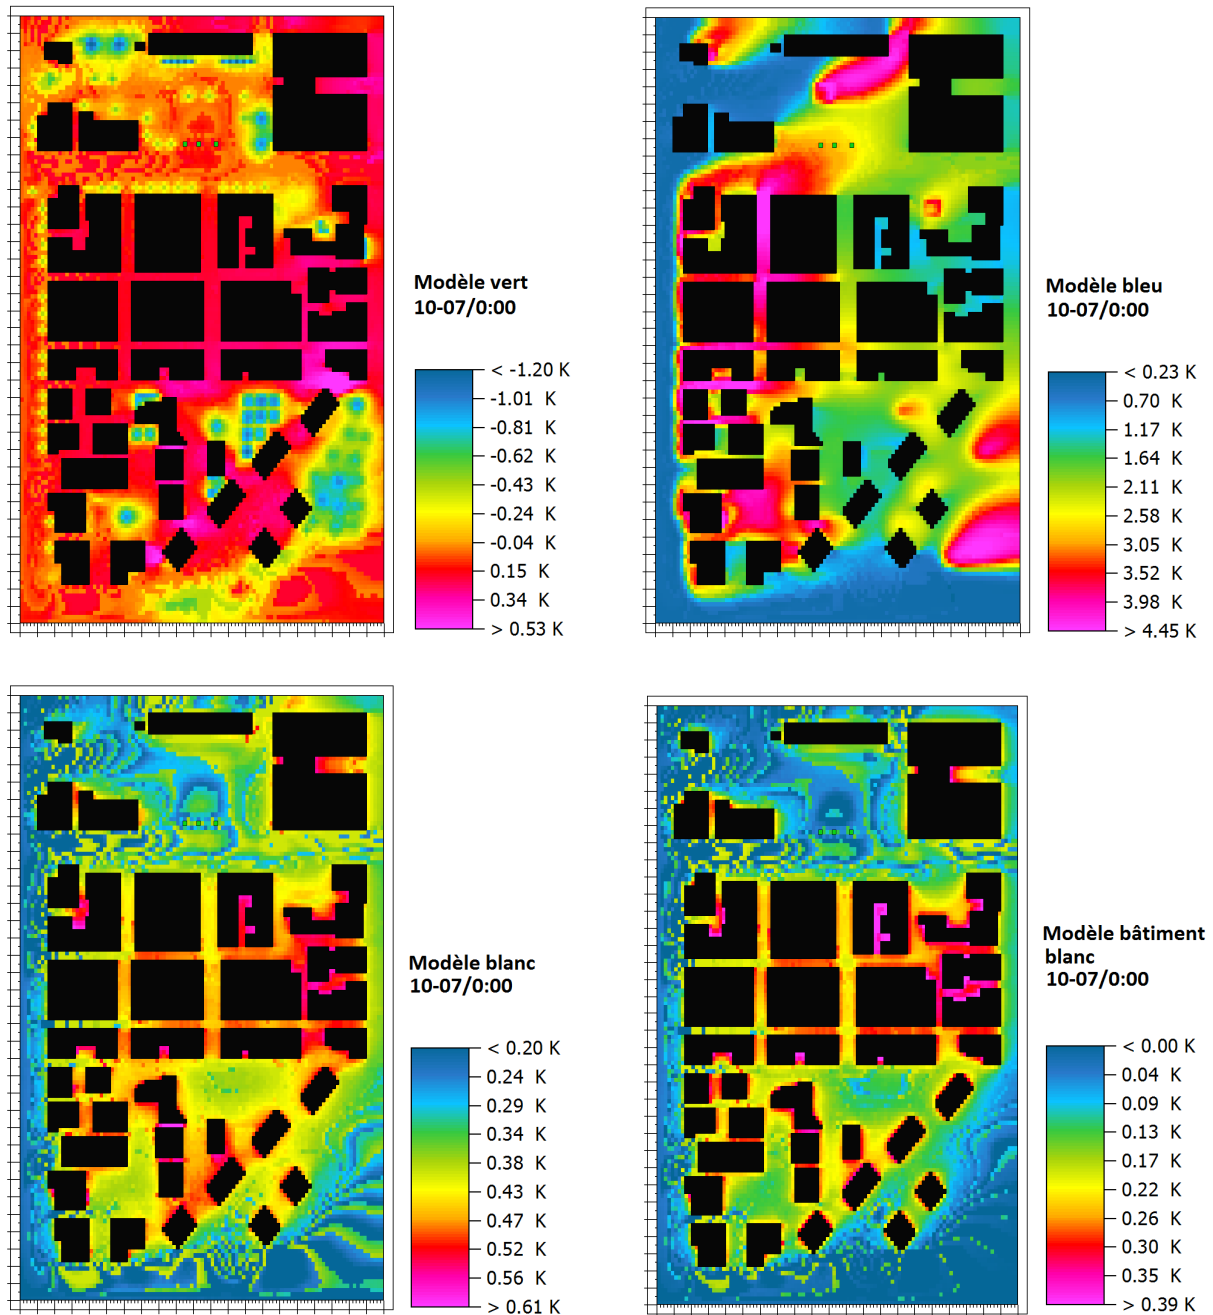 Modèle vert
10-07/0:00
< -1.20 K
-1.01 K
-0.81 K
-0.62 K
-0.43 K
-0.24 K
-0.04 K
0.15 K
0.34 K
> 0.53 K
Modèle bleu
10-07/0:00
< 0.23 K
0.70 K
1.17 K
1.64 K
2.11 K
2.58 K
3.05 K
3.52 K
3.98 K
> 4.45 K
Modèle blanc
10-07/0:00
< 0.20 K
0.24 K
0.29 K
0.34 K
0.38 K
0.43 K
0.47 K
0.52 K
0.56 K
> 0.61 K
Modèle bâtiment
blanc
10-07/0:00
< 0.00 K
0.04 K
0.09 K
0.13 K
0.17 K
0.22 K
0.26 K
0.30 K
0.35 K
> 0.39 K